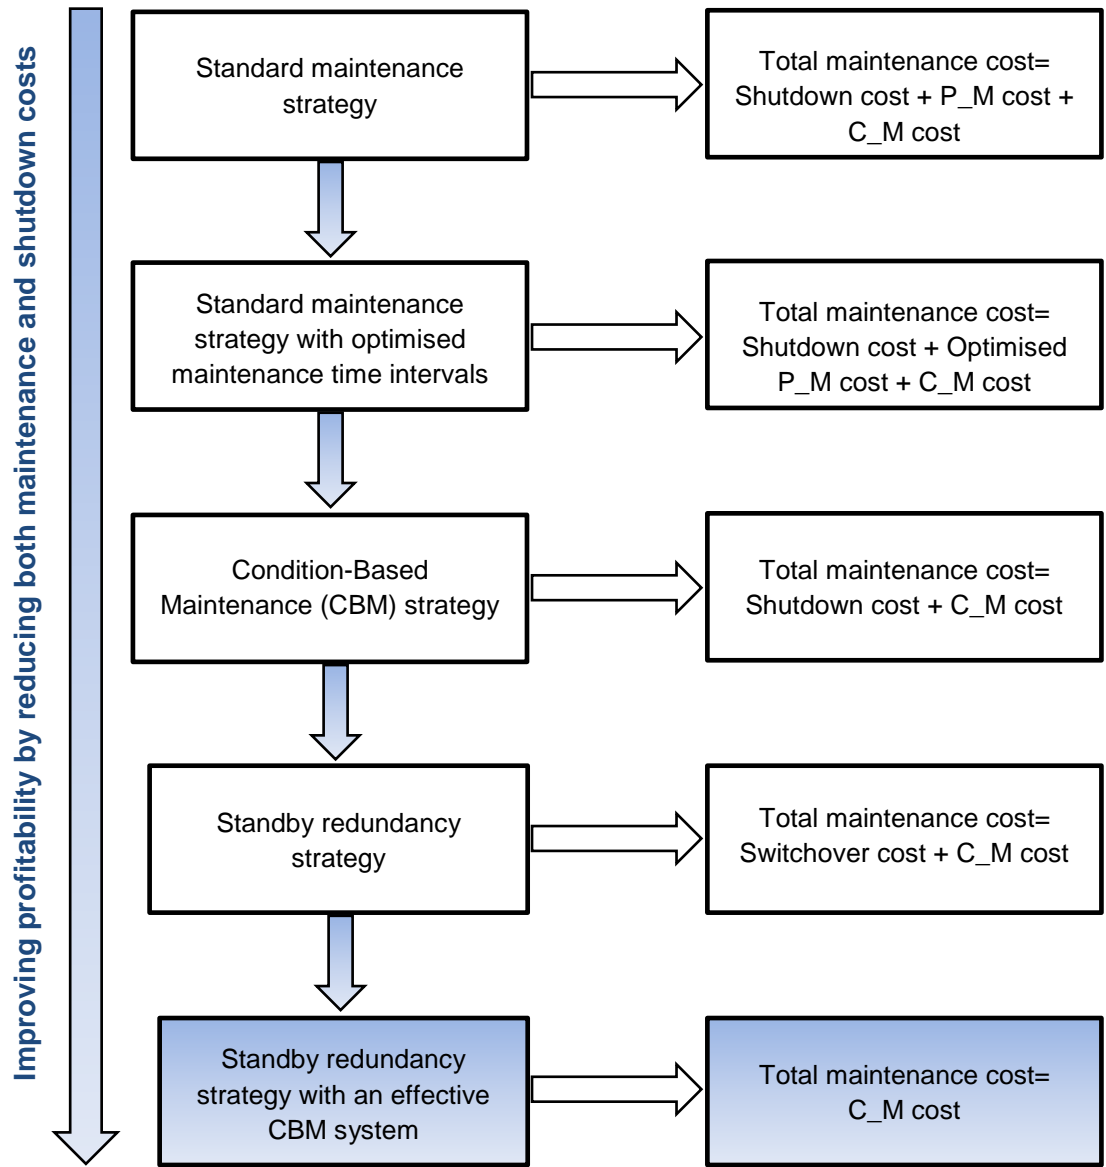 Improving profitability by reducing both maintenance and shutdown costs
Standard maintenance
strategy
Total maintenance cost=
Shutdown cost + P_M cost +
C_M cost
Standard maintenance
strategy with optimised
maintenance time intervals
Total maintenance cost=
Shutdown cost + Optimised
P_M cost + C_M cost
Condition-Based
Maintenance (CBM) strategy
Total maintenance cost=
Shutdown cost + C_M cost
Standby redundancy
strategy
Total maintenance cost=
Switchover cost + C_M cost
Standby redundancy
strategy with an effective
CBM system
Total maintenance cost=
C_M cost